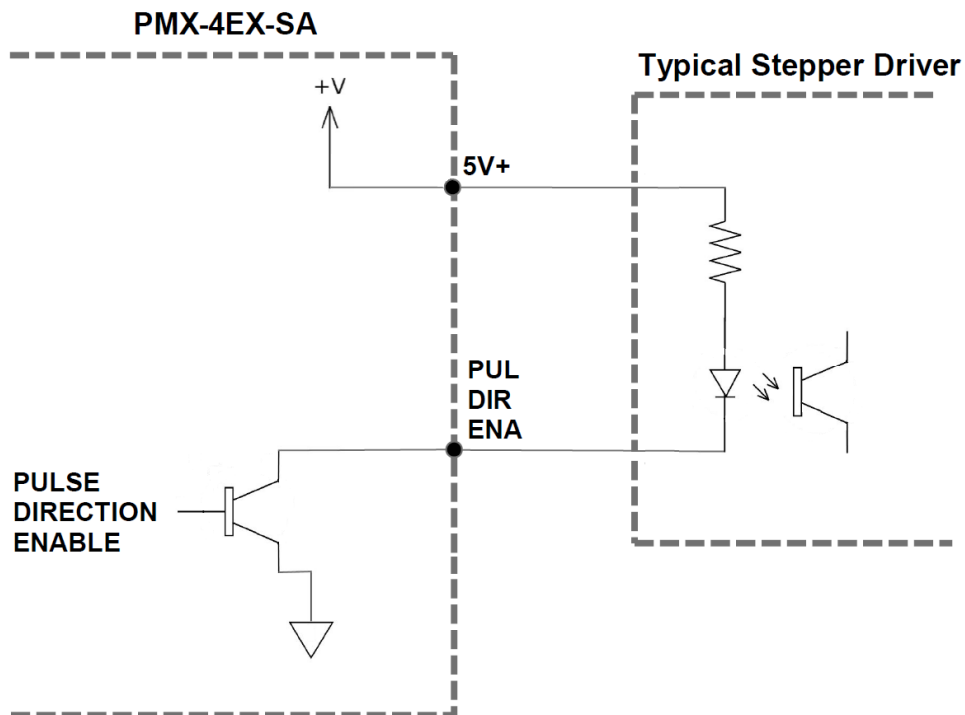 PMX-4EX-SA
Typical Stepper Driver
+V
5V+
PUL
DIR
ENA
PULSE
DIRECTION
ENABLE